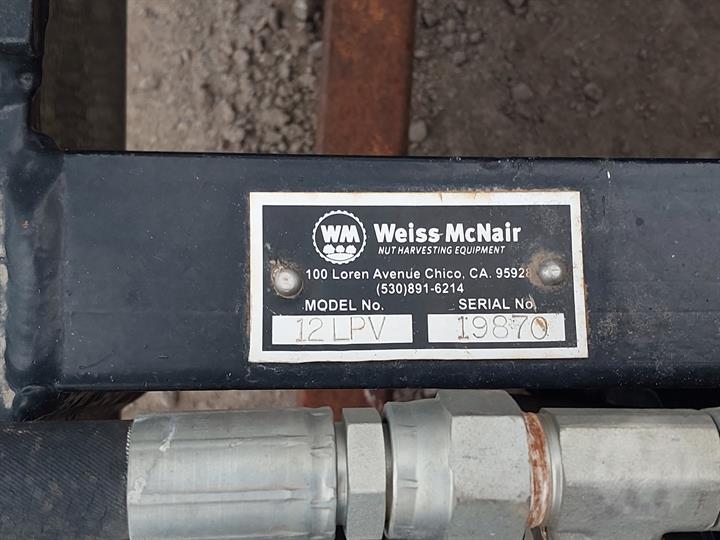 WM Weiss-McNair
NUT HARVESTING EQUIPMENT
100 Loren Avenue Chico, CA. 95928
(530)891-6214
MODEL No. SERIAL No.
12LPV 19870